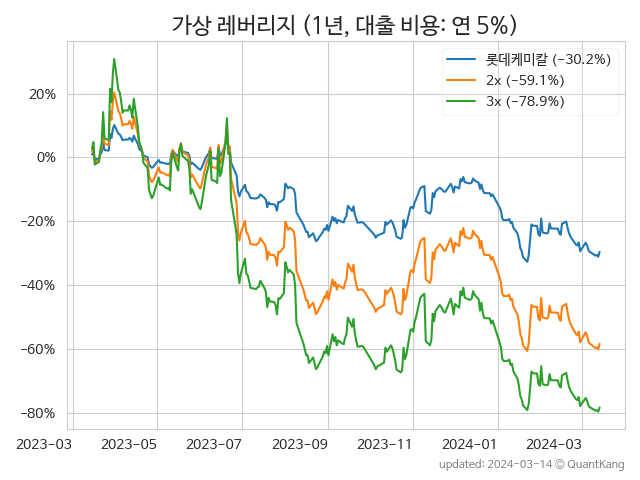 가상 레버리지 (1년, 대출 비용: 연 5%)
롯데케미칼 (−30.2%)
2x (−59.1%)
3x (−78.9%)
20%
0%
−20%
−40%
−60%
−80%
2023-03 2023-05 2023-07 2023-09 2023-11 2024-01 2024-03
updated: 2024-03-14 © QuantKang